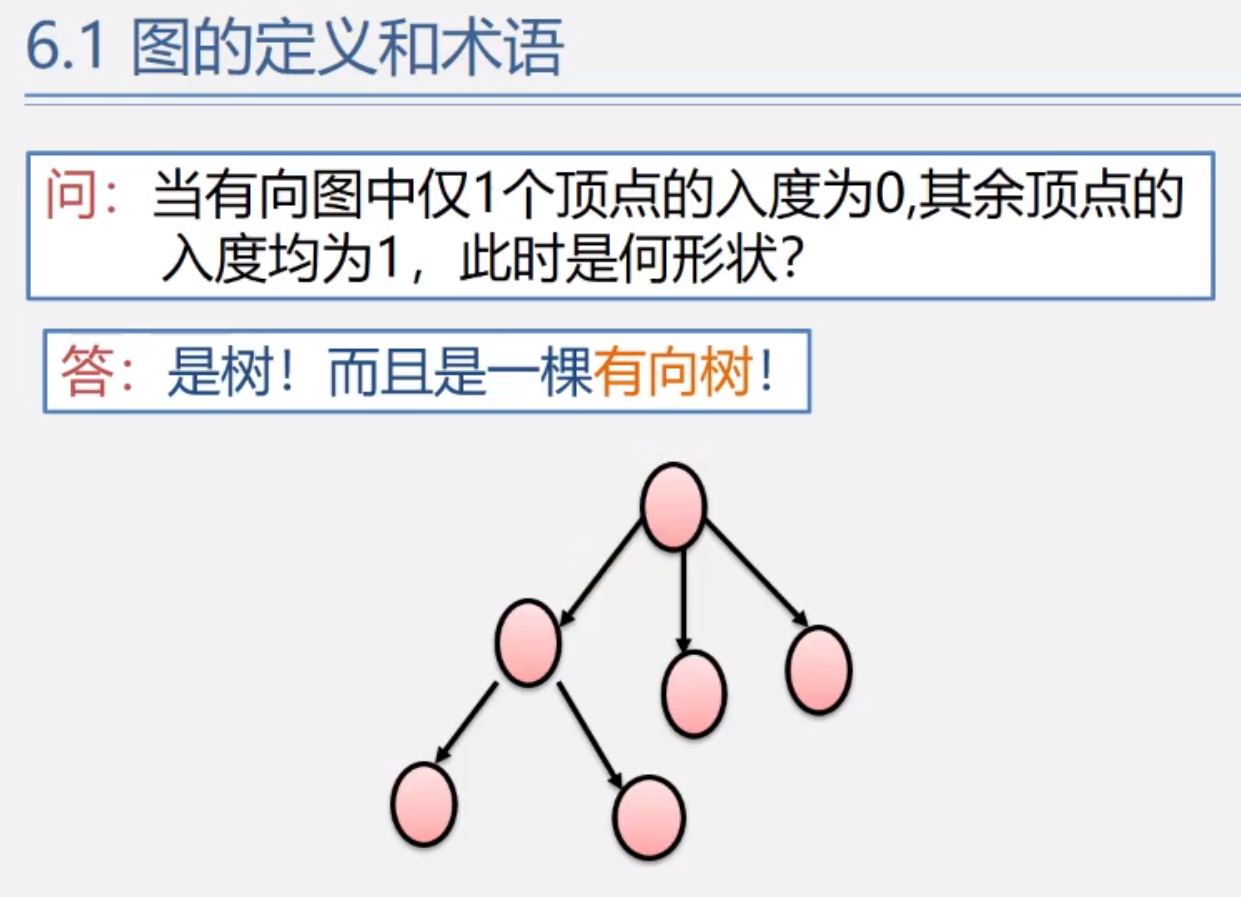 6.1 图的定义和术语
问：当有向图中仅1个顶点的入度为0,其余顶点的
入度均为1，此时是何形状？
答：是树！而且是一棵有向树！